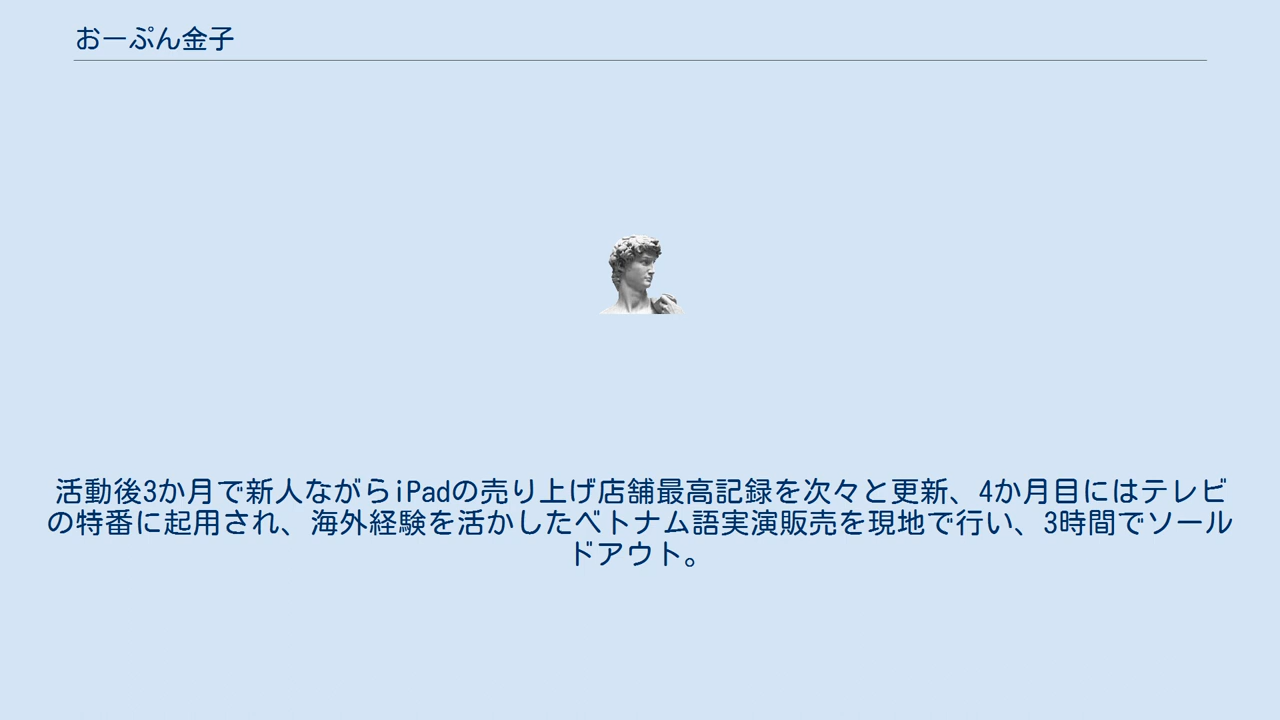 おーぷん金子
活動後3か月で新人ながらiPadの売り上げ店舗最高記録を次々と更新、4か月目にはテレビ
の特番に起用され、海外経験を活かしたベトナム語実演販売を現地で行い、3時間でソール
ドアウト。